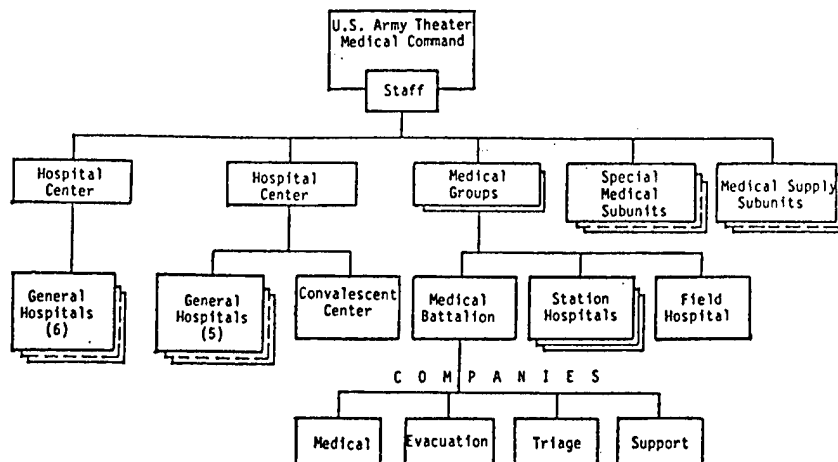 U.S. Army Theater
Medical Command
Staff
Hospital
Center
Hospital
Center
Medical
Groups
Special
Medical
Subunits
Medical Supply
Subunits
General
Hospitals
(6)
General
Hospitals
(5)
Convalescent
Center
Medical
Battalion
Station
Hospitals
Field
Hospital
COMPANIES
Medical
Evacuation
Triage
Support